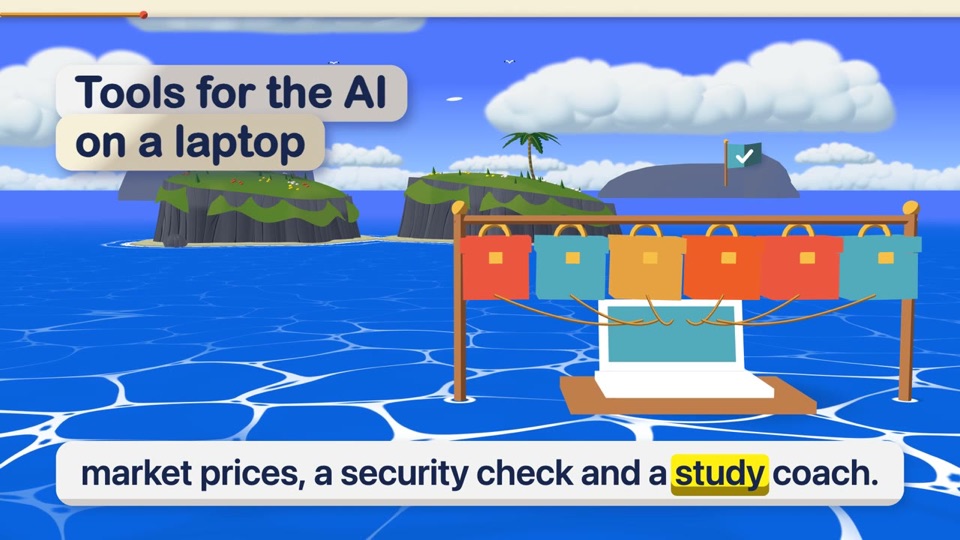 Tools for the AI
on a laptop
market prices, a security check and a study coach.